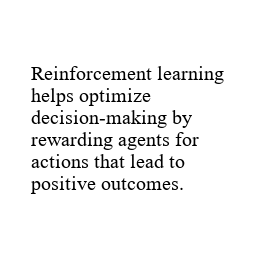 Reinforcement learning
helps optimize
decision-making by
rewarding agents for
actions that lead to
positive outcomes.